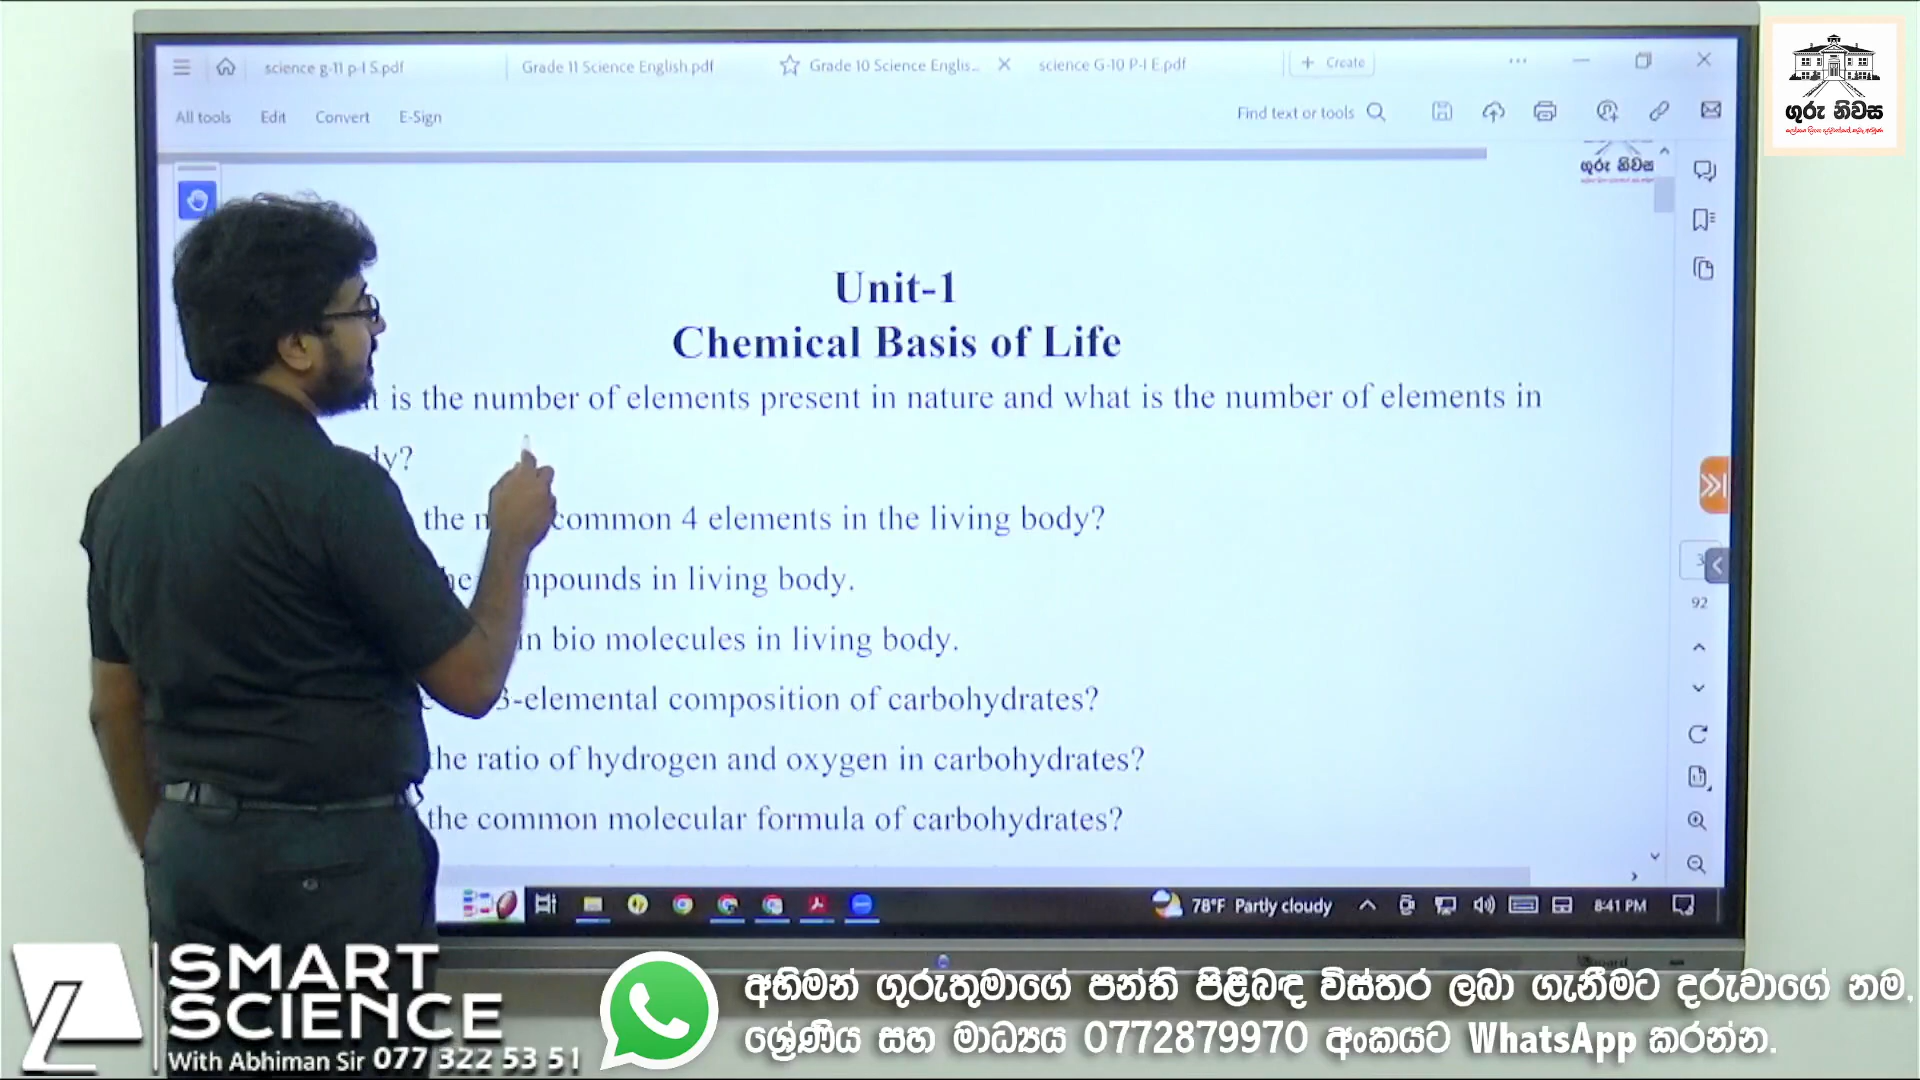 science g-11 p-I S.pdf
Grade 11 Science English.pdf
Grade 10 Science Englis...
science G-10 P-I E.pdf
+ Create
All tools
Edit
Convert
E-Sign
Find text or tools
ගුරු නිවස
ගුරු නිවස
Unit-1
Chemical Basis of Life
is the number of elements present in nature and what is the number of elements in
dy?
the common 4 elements in the living body?
mpounds in living body.
in bio molecules in living body.
3-elemental composition of carbohydrates?
the ratio of hydrogen and oxygen in carbohydrates?
the common molecular formula of carbohydrates?
3
92
78°F Partly cloudy
8:41 PM
SMART
SCIENCE
With Abhiman Sir 077 322 53 51
අභිමන් ගුරුතුමාගේ පන්ති පිළිබඳ විස්තර ලබා ගැනීමට දරුවාගේ නම,
ශ්‍රේණිය සහ මාධ්‍යය 0772879970 අංකයට WhatsApp කරන්න.